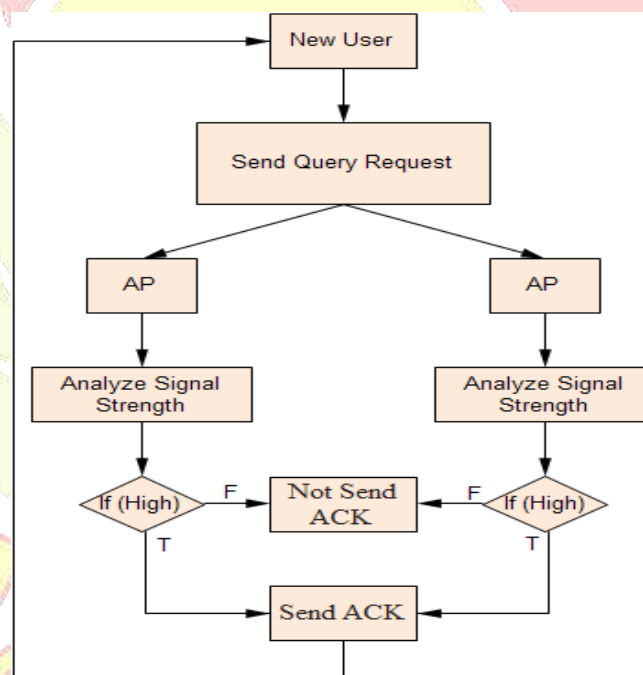 New User
Send Query Request
AP
AP
Analyze Signal
Strength
Analyze Signal
Strength
If (High)
F
Not Send
ACK
F
If (High)
T
T
Send ACK